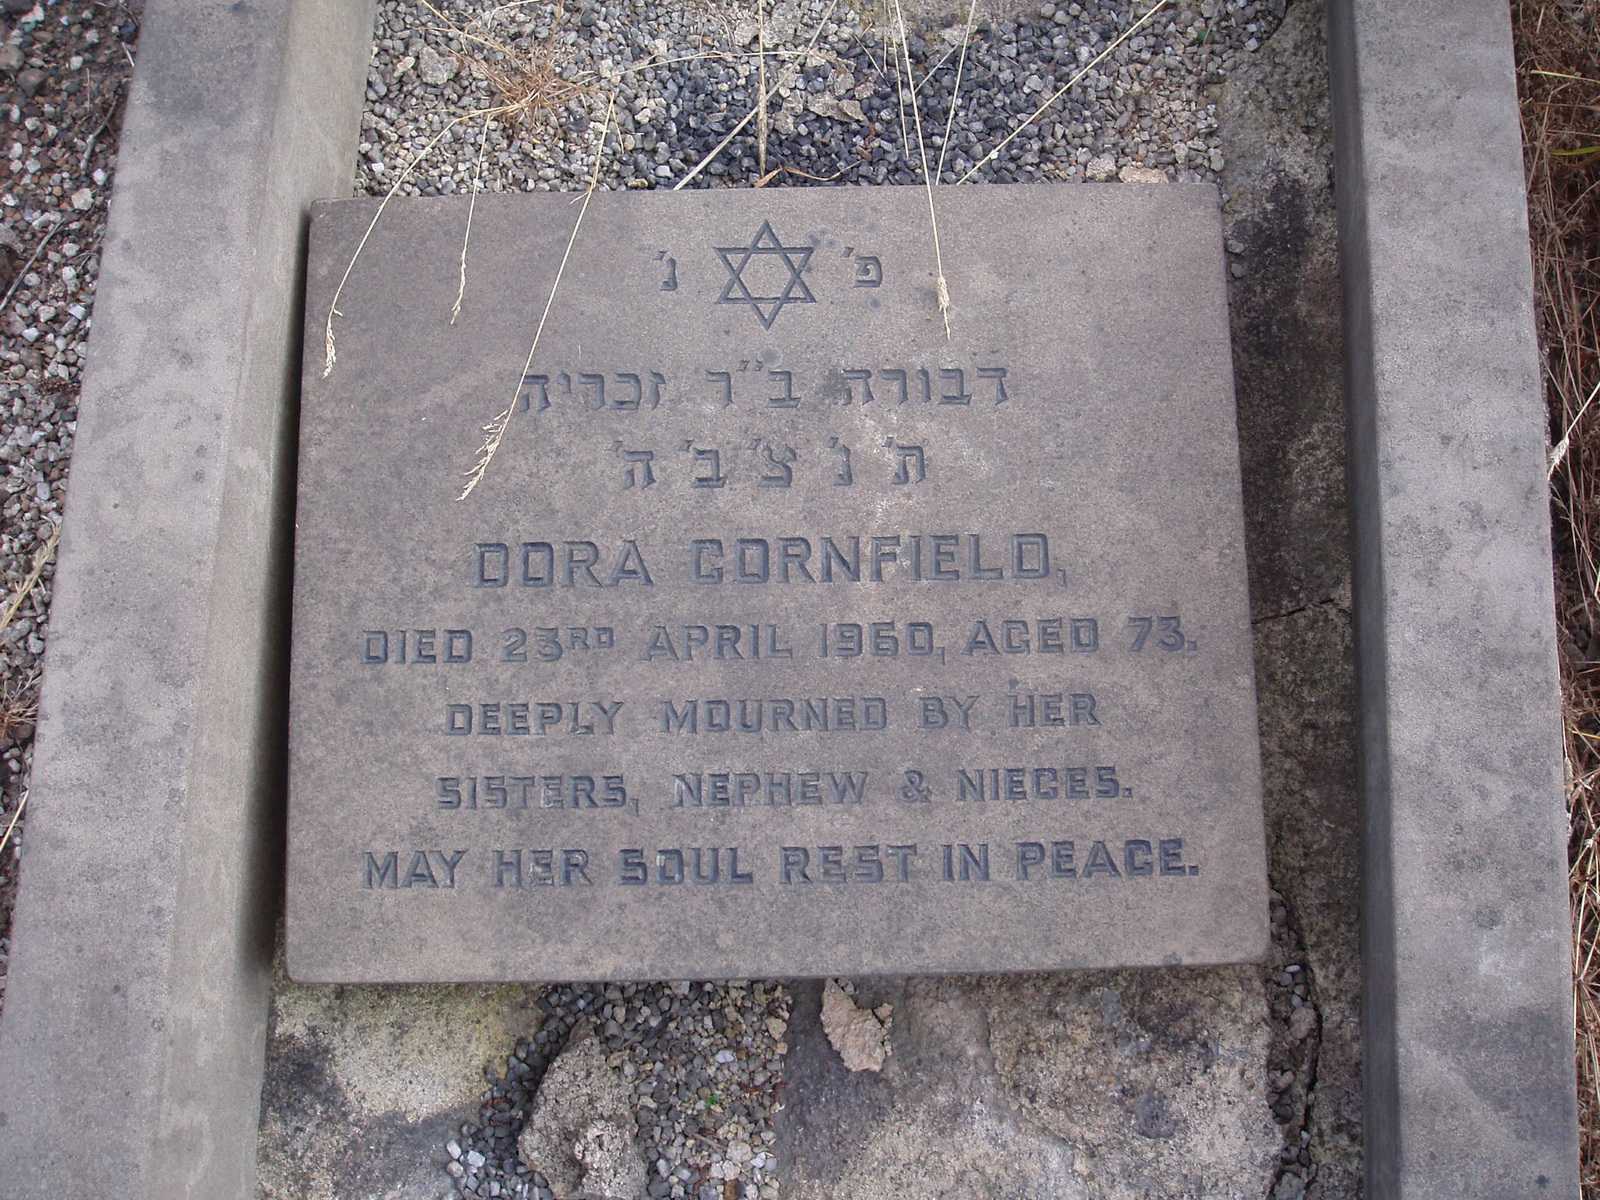 פ' נ'
דבורה ב"ר זכריה
ת' נ' צ' ב' ה'
DORA CORNFIELD,
DIED 23RD APRIL 1960, AGED 73.
DEEPLY MOURNED BY HER
SISTERS, NEPHEW & NIECES.
MAY HER SOUL REST IN PEACE.